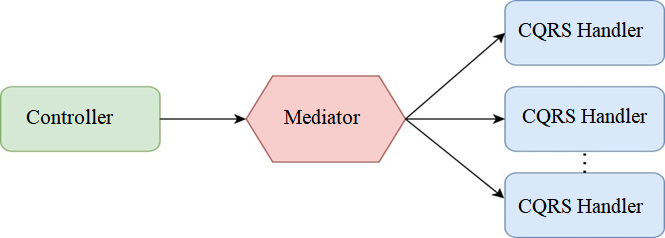 CQRS Handler
Controller
Mediator
CQRS Handler
CQRS Handler